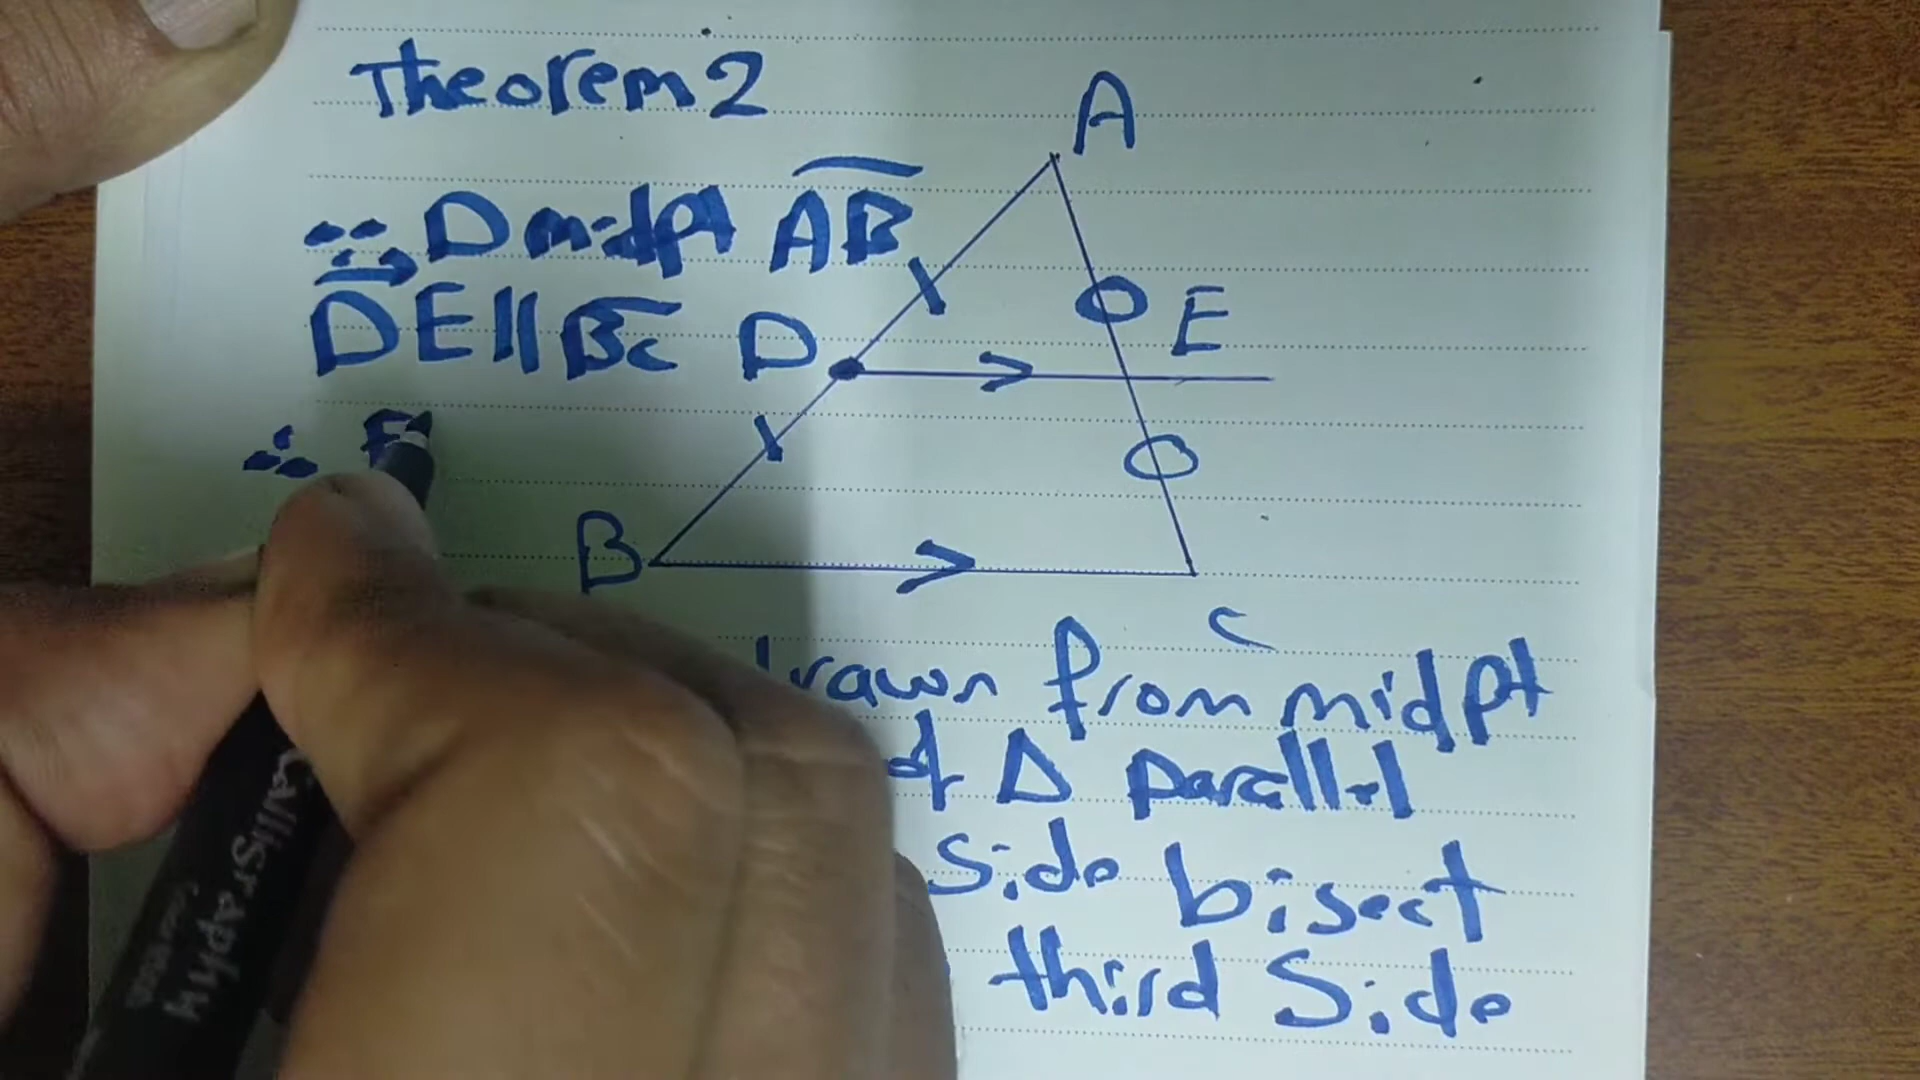 Theorem 2
A
∵ D midpt AB
DE // BC
D
E
∴ E
B
C
drawn from midpt
of Δ parallel
side bisect
third side
Calligraphy